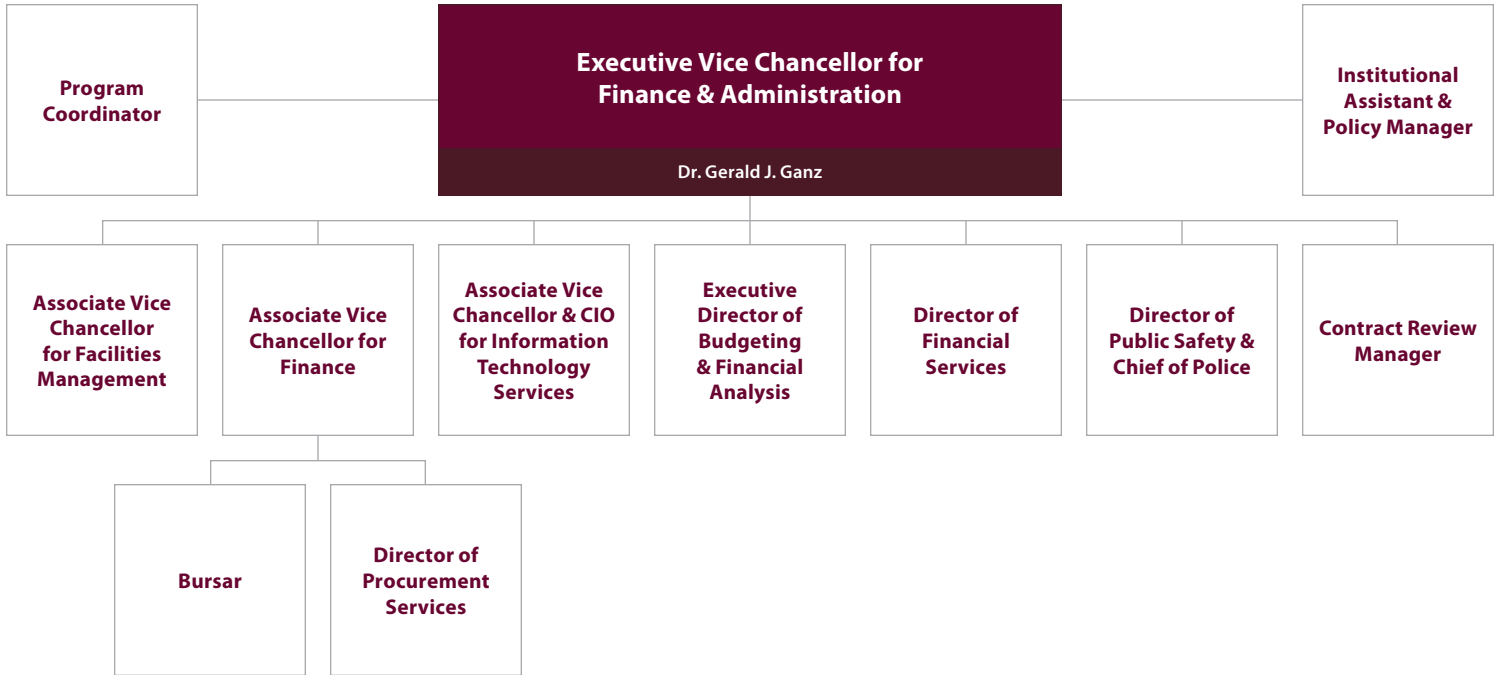 Program
Coordinator
Executive Vice Chancellor for
Finance & Administration
Dr. Gerald J. Ganz
Institutional
Assistant &
Policy Manager
Associate Vice
Chancellor
for Facilities
Management
Associate Vice
Chancellor for
Finance
Associate Vice
Chancellor & CIO
for Information
Technology
Services
Executive
Director of
Budgeting
& Financial
Analysis
Director of
Financial
Services
Director of
Public Safety &
Chief of Police
Contract Review
Manager
Bursar
Director of
Procurement
Services